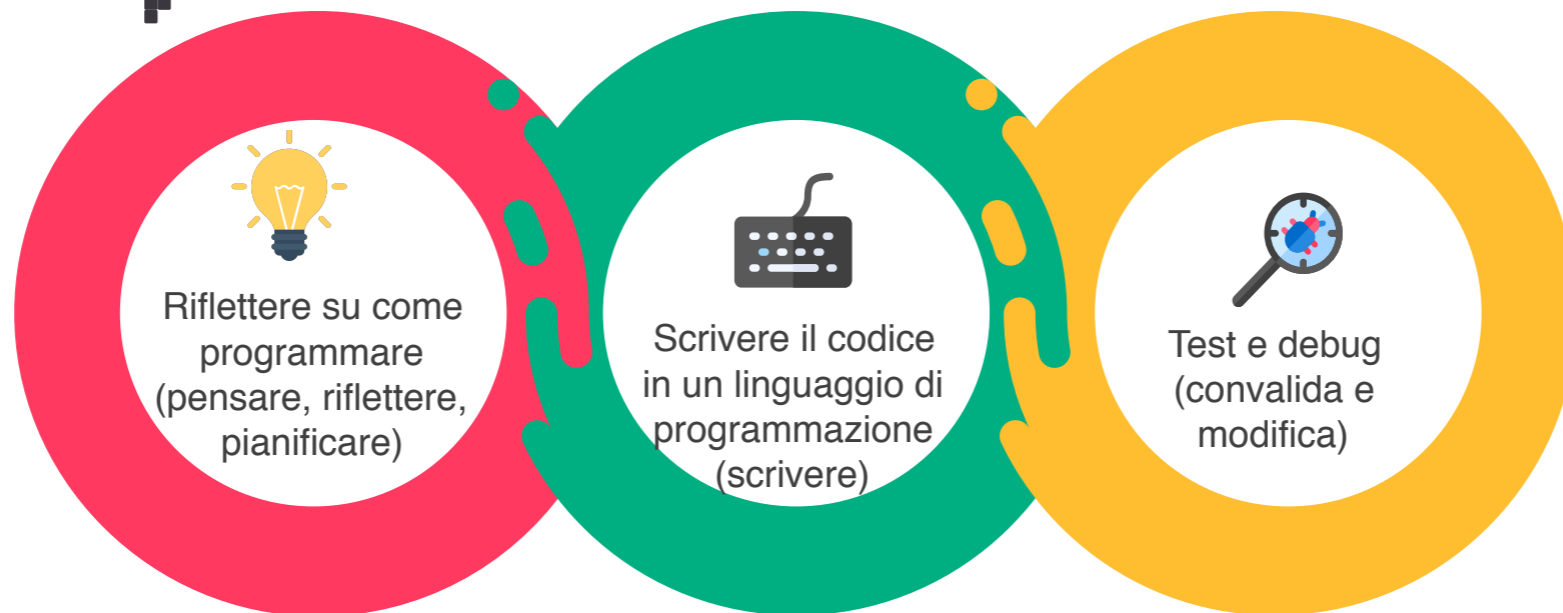 Riflettere su come
programmare
(pensare, riflettere,
pianificare)
Scrivere il codice
in un linguaggio di
programmazione
(scrivere)
Test e debug
(convalida e
modifica)